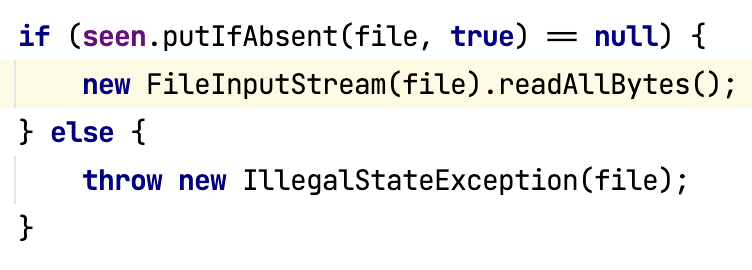 if (seen.putIfAbsent(file, true) == null) {
    new FileInputStream(file).readAllBytes();
} else {
    throw new IllegalStateException(file);
}